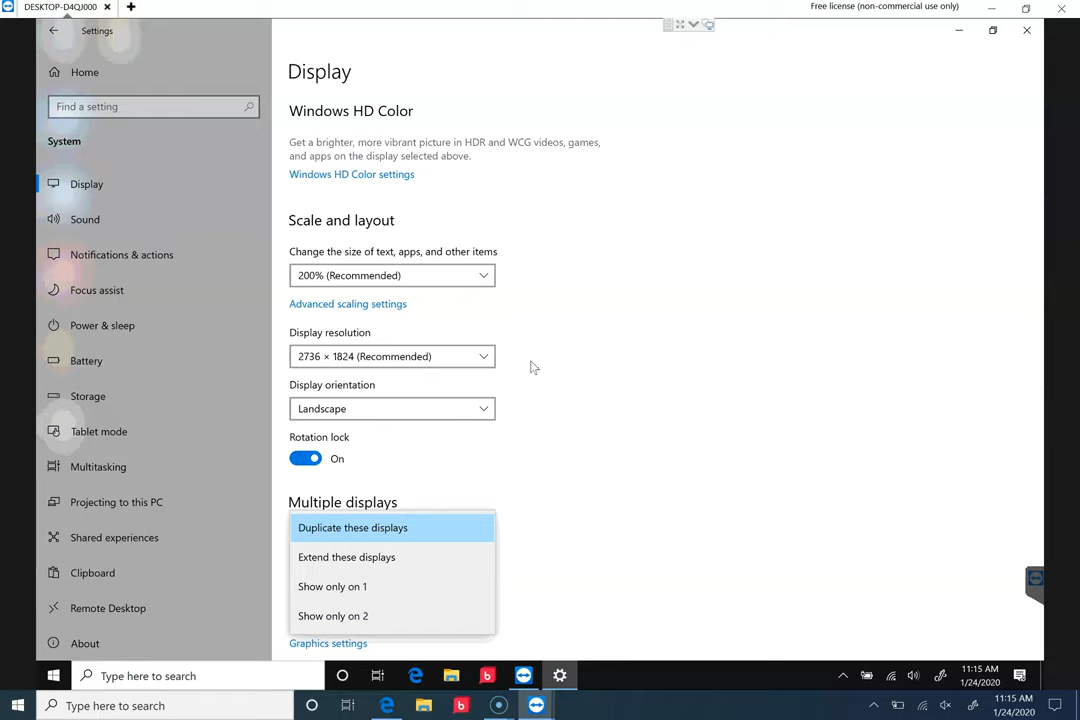 DESKTOP-D4QJ000
Free license (non-commercial use only)
Settings
Home
Find a setting
System
Display
Sound
Notifications & actions
Focus assist
Power & sleep
Battery
Storage
Tablet mode
Multitasking
Projecting to this PC
Shared experiences
Clipboard
Remote Desktop
About
Display
Windows HD Color
Get a brighter, more vibrant picture in HDR and WCG videos, games,
and apps on the display selected above.
Windows HD Color settings
Scale and layout
Change the size of text, apps, and other items
200% (Recommended)
Advanced scaling settings
Display resolution
2736 × 1824 (Recommended)
Display orientation
Landscape
Rotation lock
On
Multiple displays
Duplicate these displays
Extend these displays
Show only on 1
Show only on 2
Graphics settings
Type here to search
b
11:15 AM
1/24/2020
Type here to search
b
11:15 AM
1/24/2020